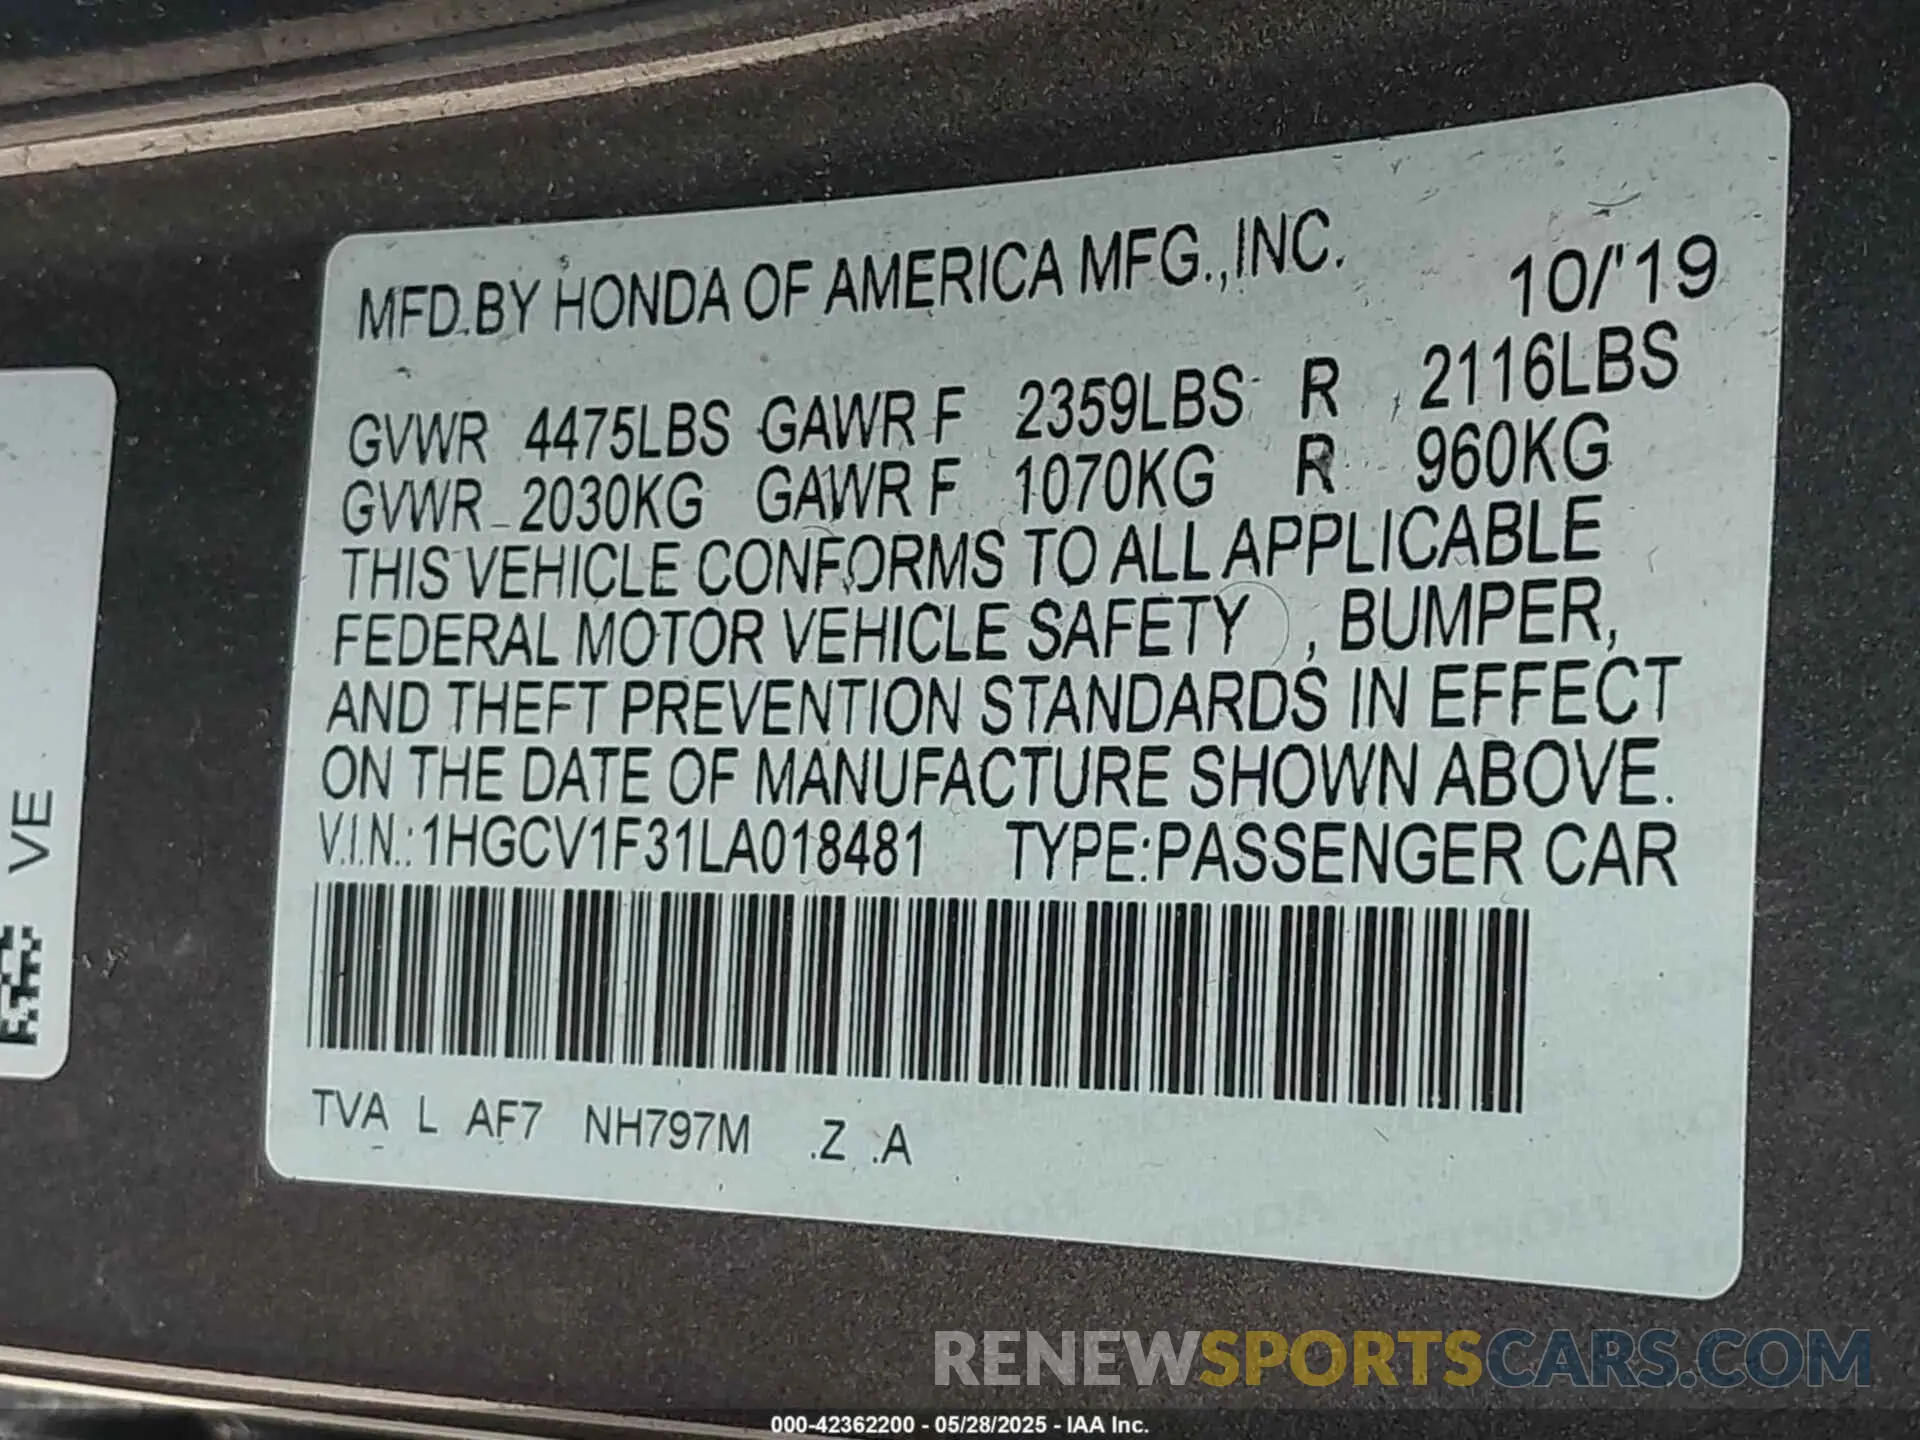 MFD.BY HONDA OF AMERICA MFG.,INC. 10/'19
GVWR 4475LBS GAWR F 2359LBS R 2116LBS
GVWR 2030KG GAWR F 1070KG R 960KG
THIS VEHICLE CONFORMS TO ALL APPLICABLE
FEDERAL MOTOR VEHICLE SAFETY , BUMPER,
AND THEFT PREVENTION STANDARDS IN EFFECT
ON THE DATE OF MANUFACTURE SHOWN ABOVE.
V.I.N.:1HGCV1F31LA018481 TYPE:PASSENGER CAR
TVA L AF7 NH797M .Z .A
VE
RENEWSPORTSCARS.COM
000-42362200 - 05/28/2025 - IAA Inc.